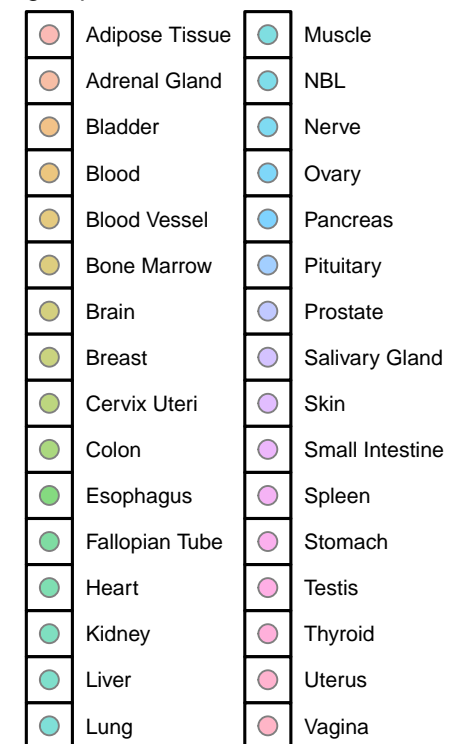 Adipose Tissue
Adrenal Gland
Bladder
Blood
Blood Vessel
Bone Marrow
Brain
Breast
Cervix Uteri
Colon
Esophagus
Fallopian Tube
Heart
Kidney
Liver
Lung
Muscle
NBL
Nerve
Ovary
Pancreas
Pituitary
Prostate
Salivary Gland
Skin
Small Intestine
Spleen
Stomach
Testis
Thyroid
Uterus
Vagina